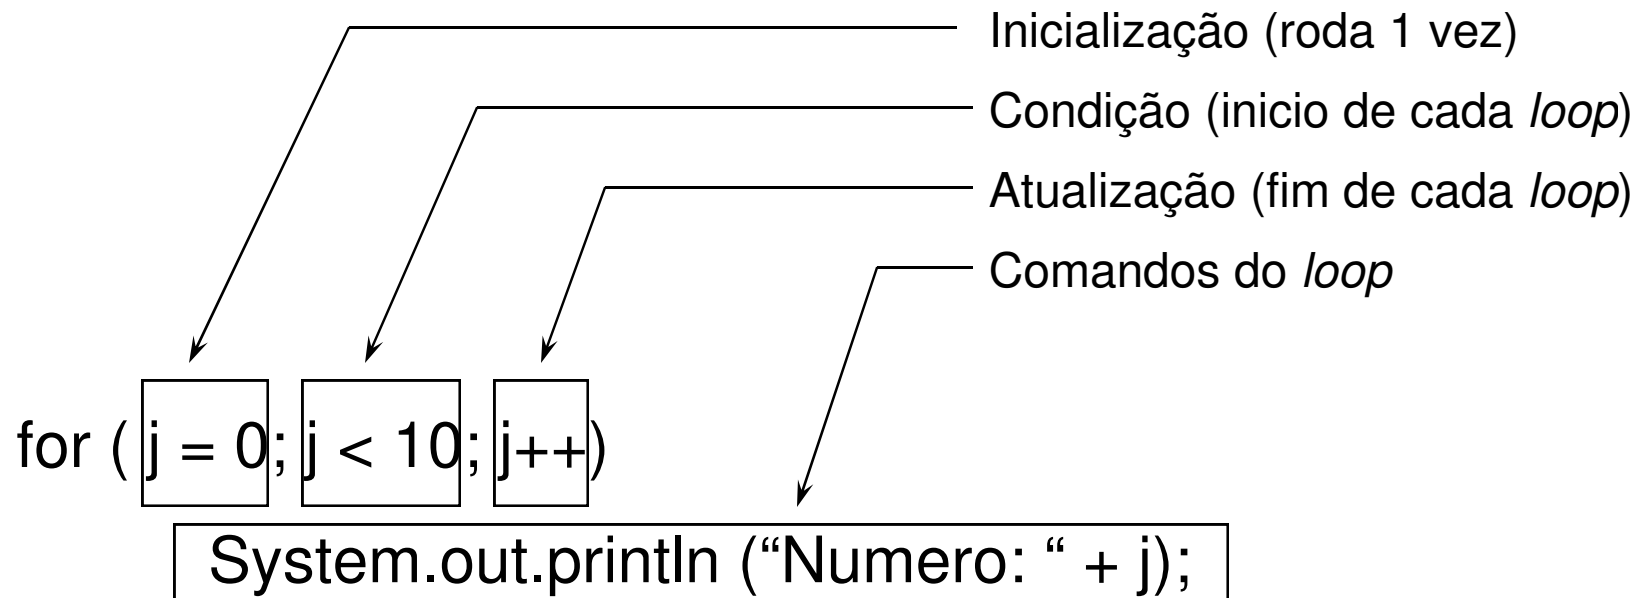 Inicialização (roda 1 vez)
Condição (inicio de cada loop)
Atualização (fim de cada loop)
Comandos do loop
for ( j = 0; j < 10; j++)
System.out.println (“Numero: “ + j);